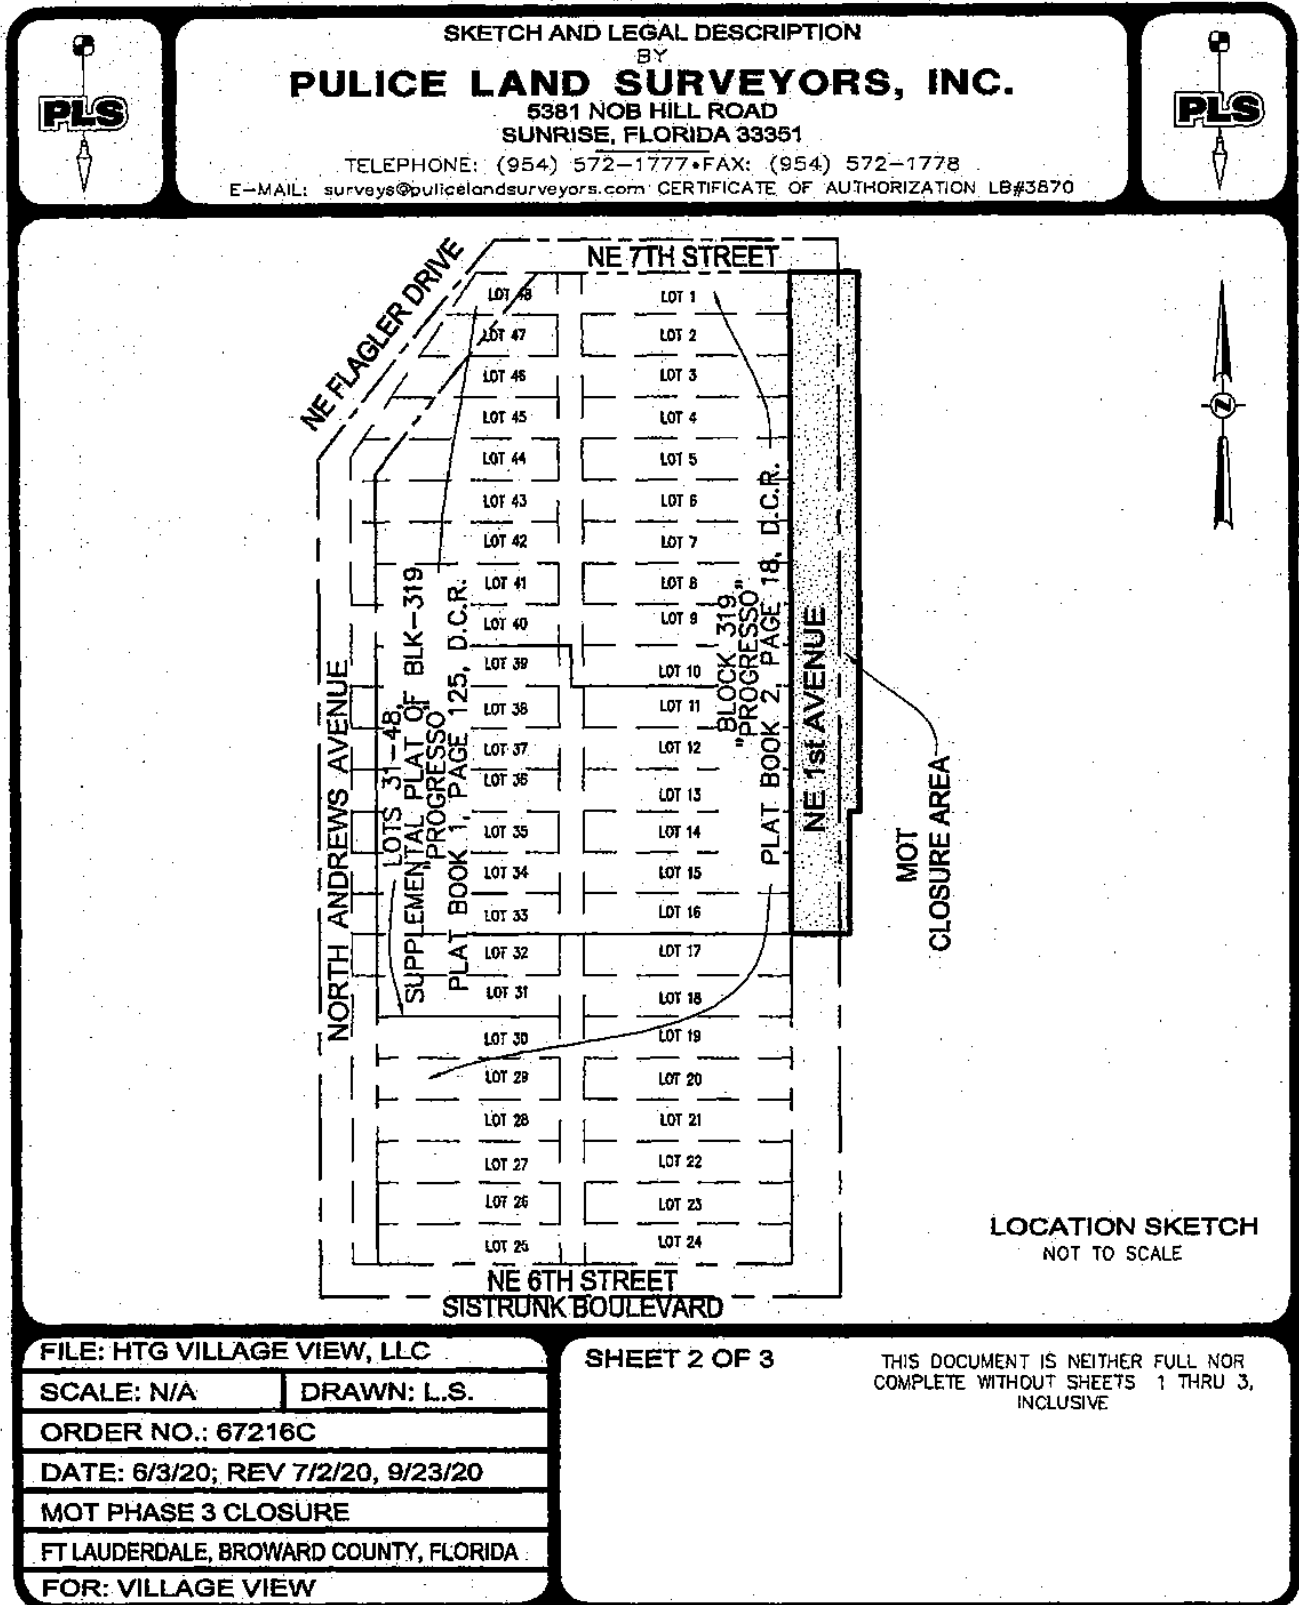 SKETCH AND LEGAL DESCRIPTION
BY
PULICE LAND SURVEYORS, INC.
5381 NOB HILL ROAD
SUNRISE, FLORIDA 33351
TELEPHONE: (954) 572-1777•FAX: (954) 572-1778
E-MAIL: surveys@pulicelandsurveyors.com CERTIFICATE OF AUTHORIZATION LB#3870
PLS
PLS
NE 7TH STREET
NE FLAGLER DRIVE
NORTH ANDREWS AVENUE
LOT 48
LOT 47
LOT 46
LOT 45
LOT 44
LOT 43
LOT 42
LOT 41
LOT 40
LOT 39
LOT 38
LOT 37
LOT 36
LOT 35
LOT 34
LOT 33
LOT 32
LOT 31
LOT 30
LOT 29
LOT 28
LOT 27
LOT 26
LOT 25
LOT 1
LOT 2
LOT 3
LOT 4
LOT 5
LOT 6
LOT 7
LOT 8
LOT 9
LOT 10
LOT 11
LOT 12
LOT 13
LOT 14
LOT 15
LOT 16
LOT 17
LOT 18
LOT 19
LOT 20
LOT 21
LOT 22
LOT 23
LOT 24
LOTS 31-48,
SUPPLEMENTAL PLAT OF BLK-319,
"PROGRESSO"
PLAT BOOK 1, PAGE 125, D.C.R.
BLOCK 319,
"PROGRESSO"
PLAT BOOK 2, PAGE 18, D.C.R.
NE 1st AVENUE
MOT
CLOSURE AREA
N
NE 6TH STREET
SISTRUNK BOULEVARD
LOCATION SKETCH
NOT TO SCALE
FILE: HTG VILLAGE VIEW, LLC
SCALE: N/A
DRAWN: L.S.
ORDER NO.: 67216C
DATE: 6/3/20; REV 7/2/20, 9/23/20
MOT PHASE 3 CLOSURE
FT LAUDERDALE, BROWARD COUNTY, FLORIDA
FOR: VILLAGE VIEW
SHEET 2 OF 3
THIS DOCUMENT IS NEITHER FULL NOR
COMPLETE WITHOUT SHEETS 1 THRU 3,
INCLUSIVE